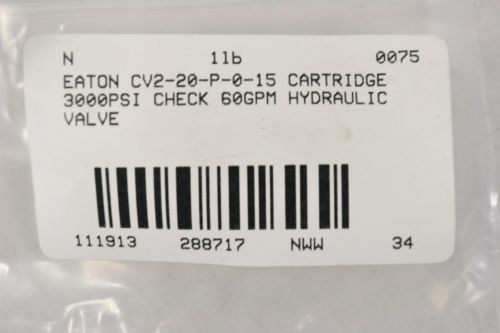 N 1lb 0075
EATON CV2-20-P-0-15 CARTRIDGE
3000PSI CHECK 60GPM HYDRAULIC
VALVE
111913 288717 NWW 34